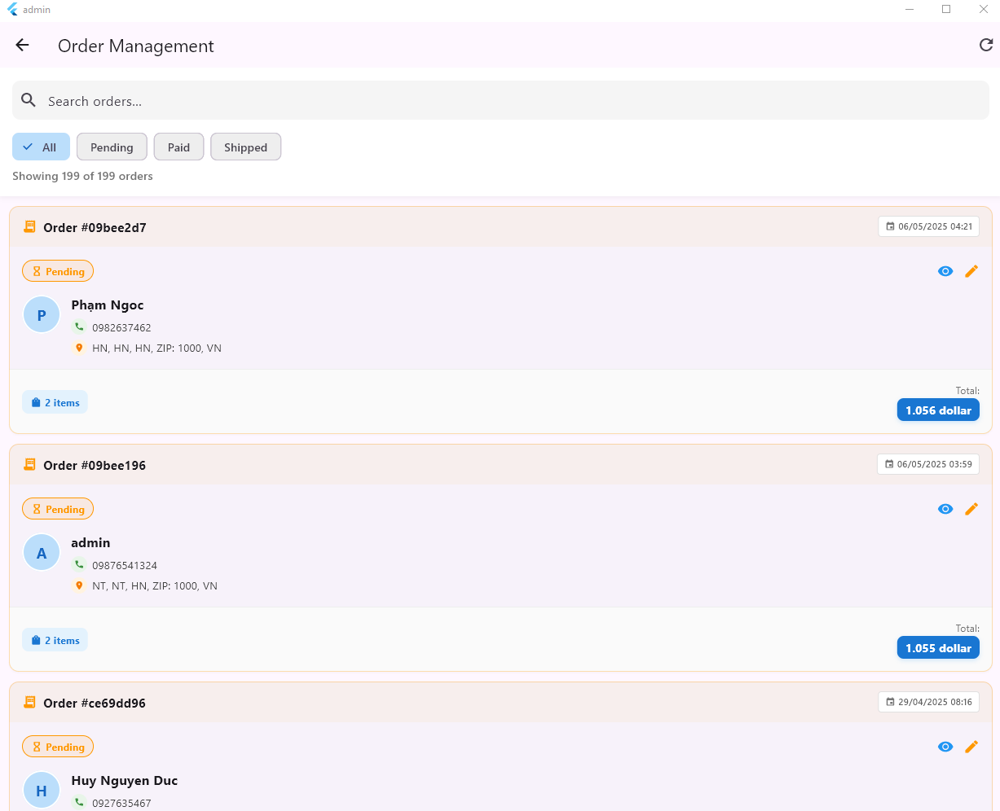 admin
Order Management
Search orders...
All Pending Paid Shipped
Showing 199 of 199 orders
Order #09bee2d7 06/05/2025 04:21
Pending
P Phạm Ngoc
0982637462
HN, HN, HN, ZIP: 1000, VN
Total:
2 items 1.056 dollar
Order #09bee196 06/05/2025 03:59
Pending
A admin
09876541324
NT, NT, HN, ZIP: 1000, VN
Total:
2 items 1.055 dollar
Order #ce69dd96 29/04/2025 08:16
Pending
H Huy Nguyen Duc
0927635467